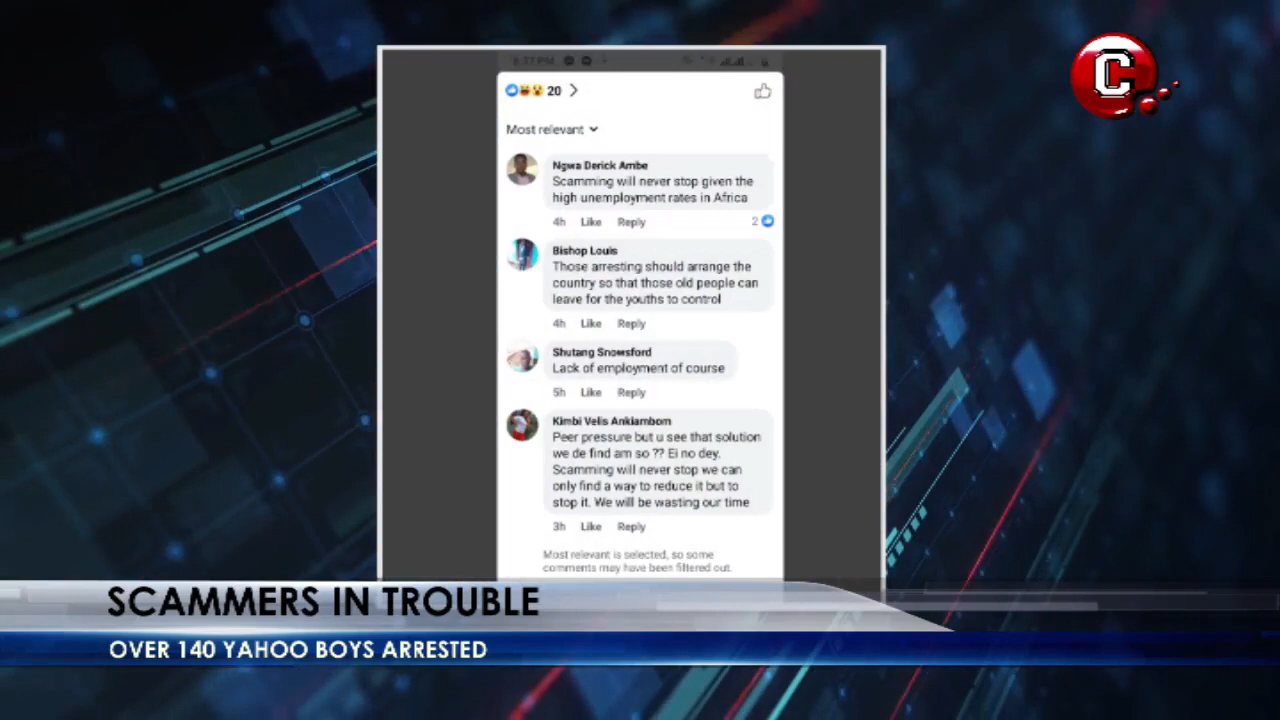 6:37 PM
C
20
Most relevant
Ngwa Derick Ambe
Scamming will never stop given the
high unemployment rates in Africa
4h Like Reply 2
Bishop Louis
Those arresting should arrange the
country so that those old people can
leave for the youths to control
4h Like Reply
Shutang Snowsford
Lack of employment of course
5h Like Reply
Kimbi Velis Ankiambom
Peer pressure but u see that solution
we de find am so ?? Ei no dey.
Scamming will never stop we can
only find a way to reduce it but to
stop it. We will be wasting our time
3h Like Reply
Most relevant is selected, so some
comments may have been filtered out.
SCAMMERS IN TROUBLE
OVER 140 YAHOO BOYS ARRESTED